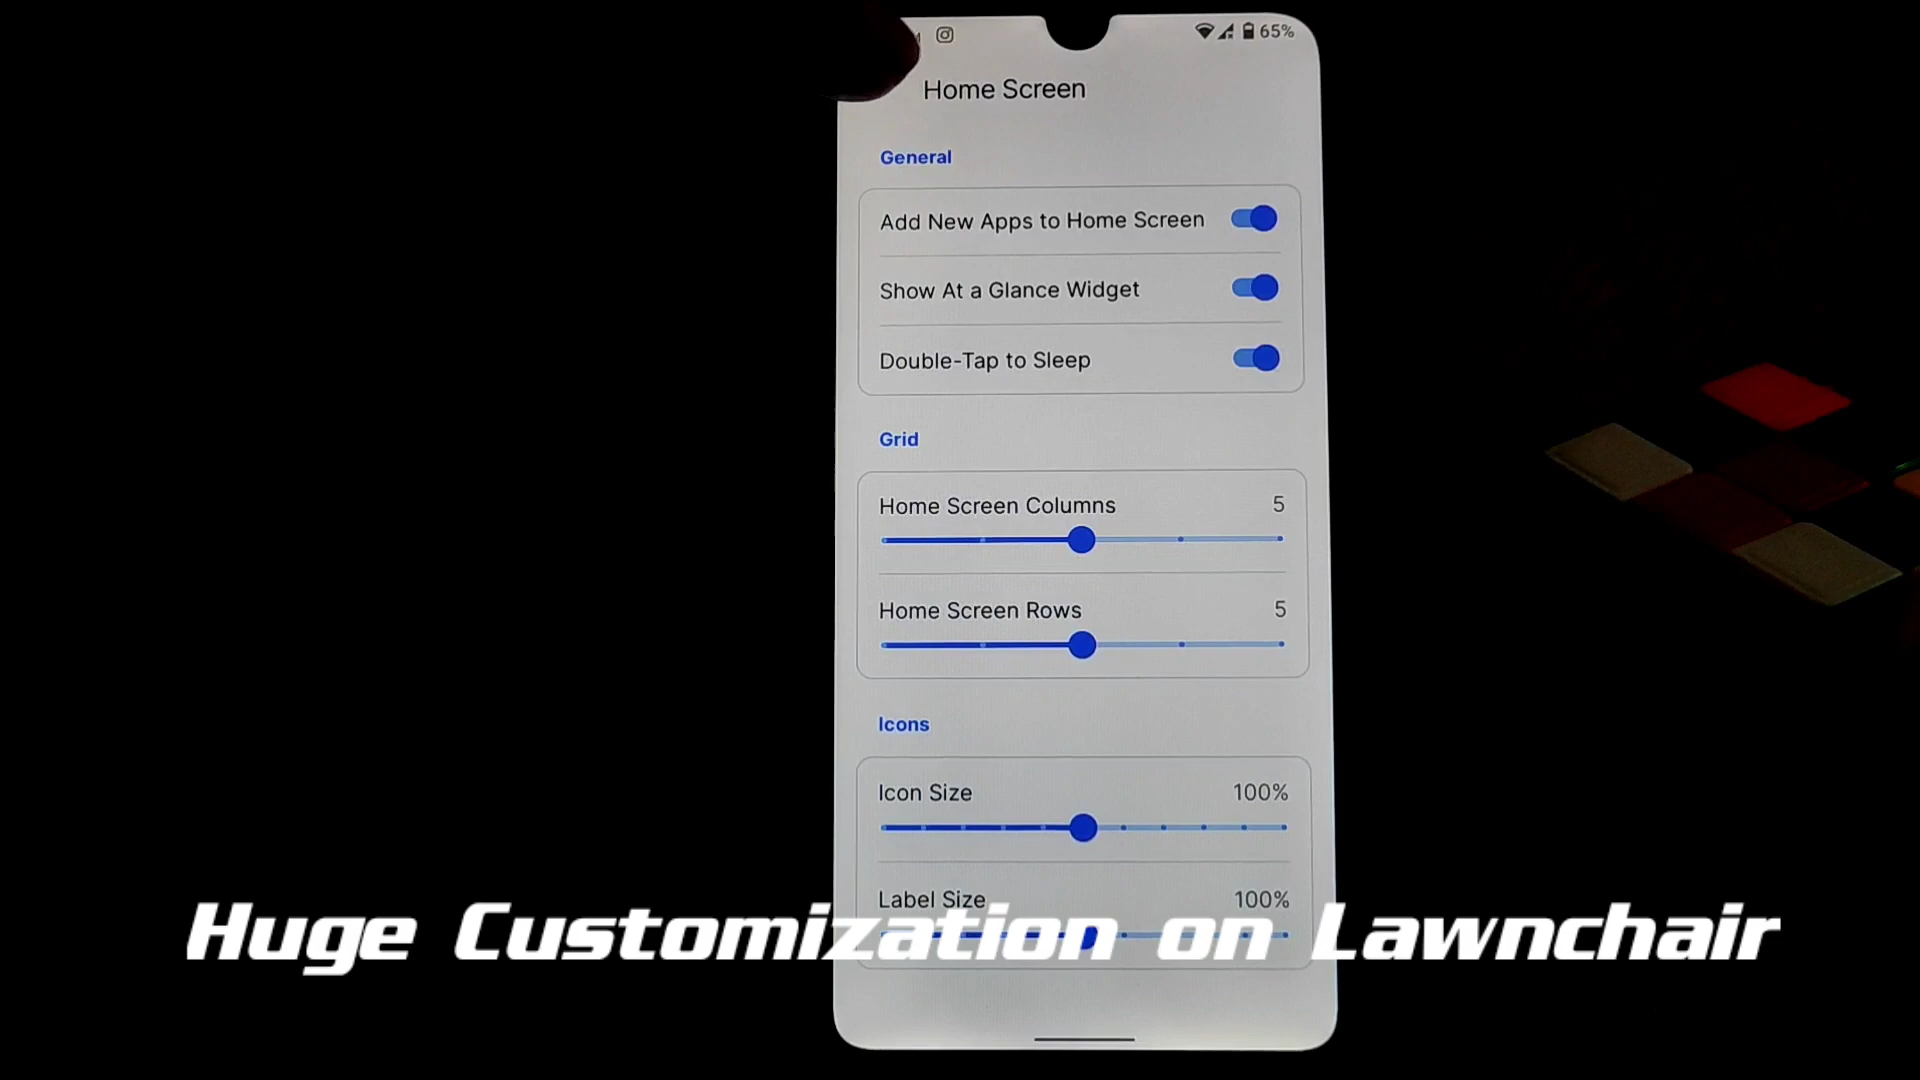 65%
Home Screen
General
Add New Apps to Home Screen
Show At a Glance Widget
Double-Tap to Sleep
Grid
Home Screen Columns 5
Home Screen Rows 5
Icons
Icon Size 100%
Label Size 100%
Huge Customization on Lawnchair